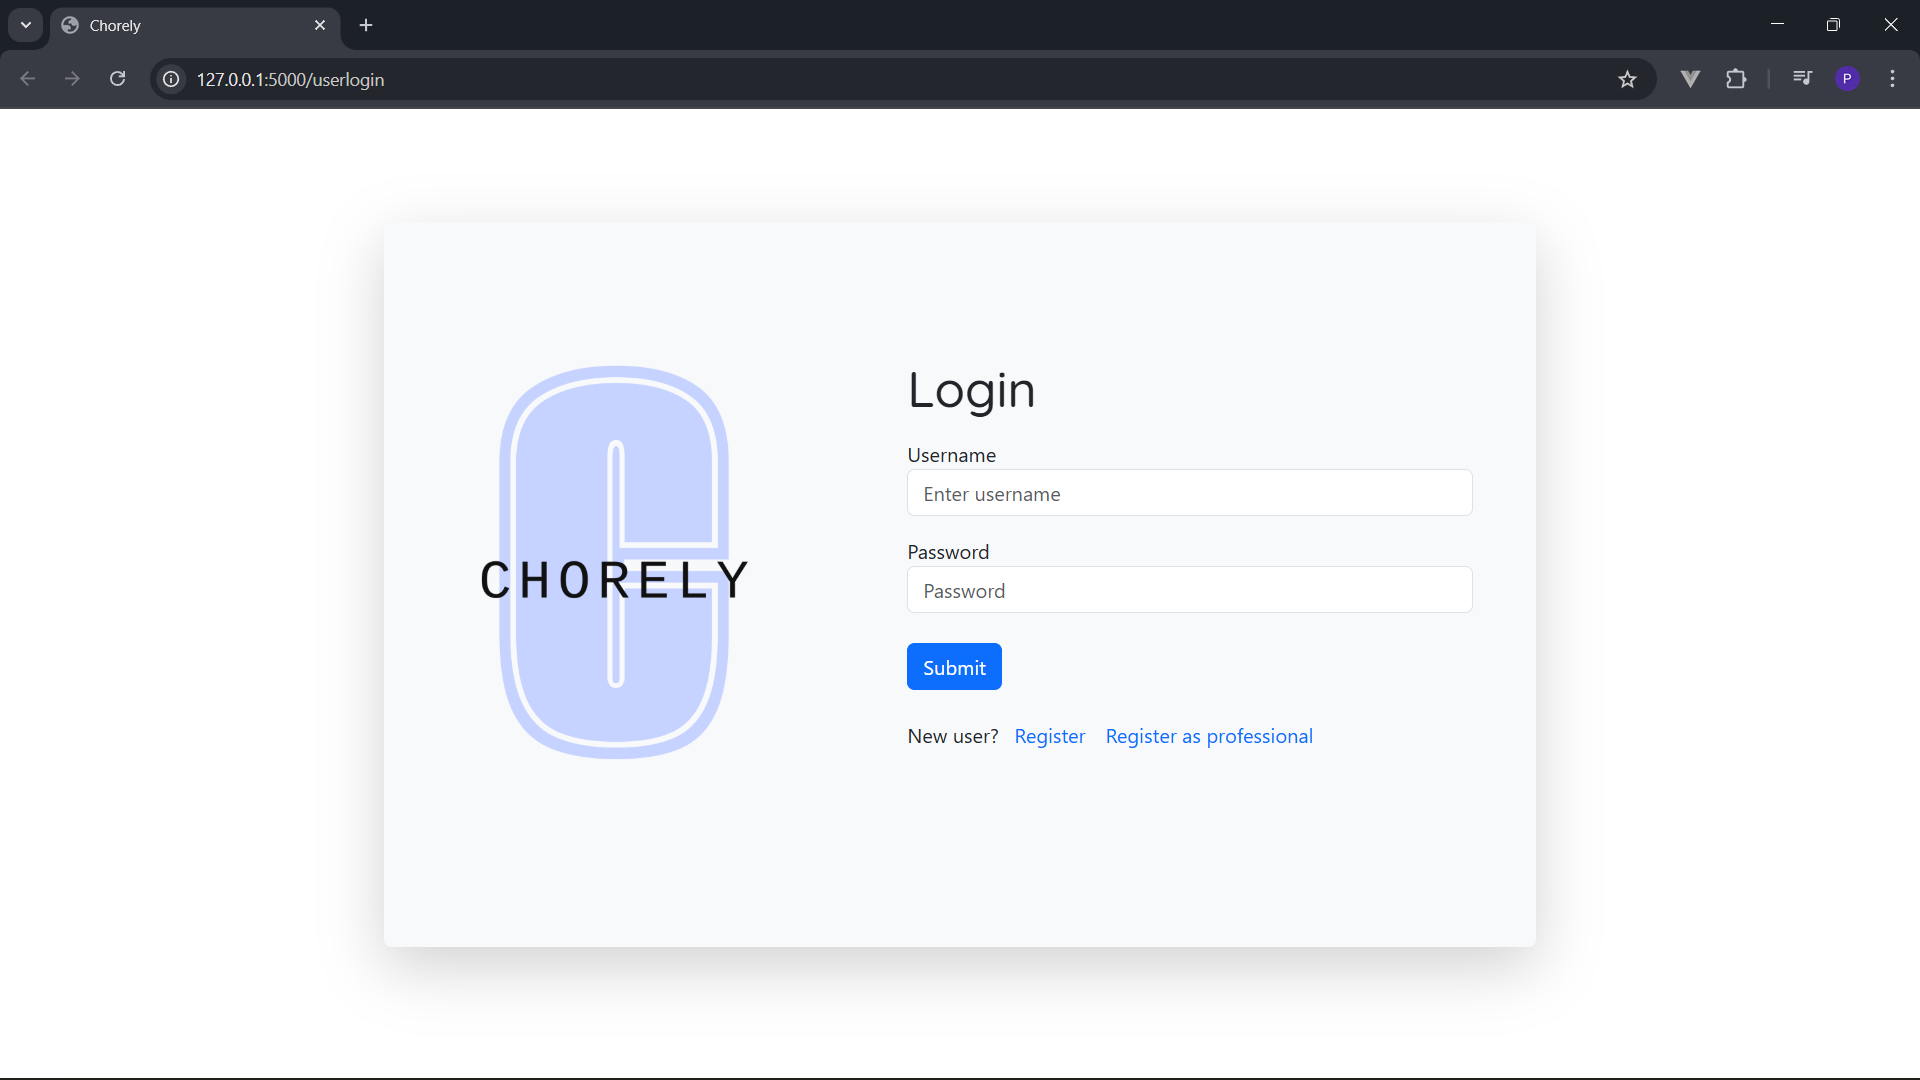 Chorely
127.0.0.1:5000/userlogin
P
CHORELY
Login
Username
Enter username
Password
Password
Submit
New user? Register Register as professional